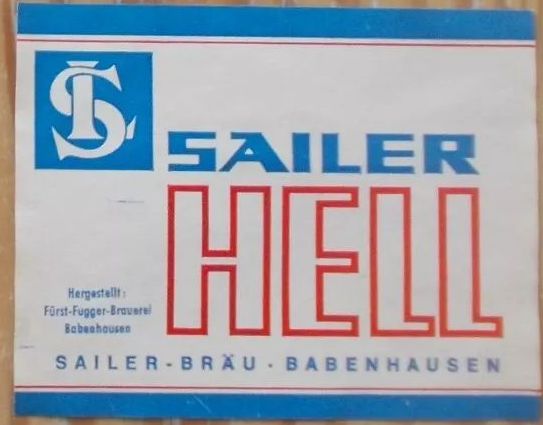 SAILER
HELL
Hergestellt:
Fürst-Fugger-Brauerei
Babenhausen
SAILER-BRÄU · BABENHAUSEN